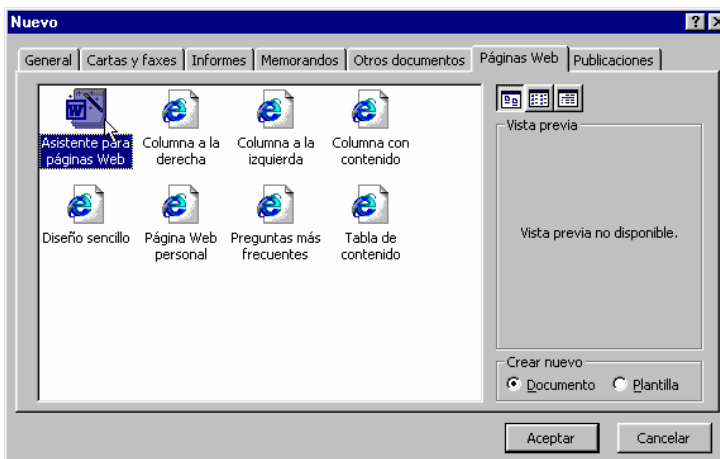 Nuevo
General Cartas y faxes Informes Memorandos Otros documentos Páginas Web Publicaciones
Asistente para páginas Web
Columna a la derecha
Columna a la izquierda
Columna con contenido
Diseño sencillo
Página Web personal
Preguntas más frecuentes
Tabla de contenido
Vista previa
Vista previa no disponible.
Crear nuevo
Documento Plantilla
Aceptar Cancelar